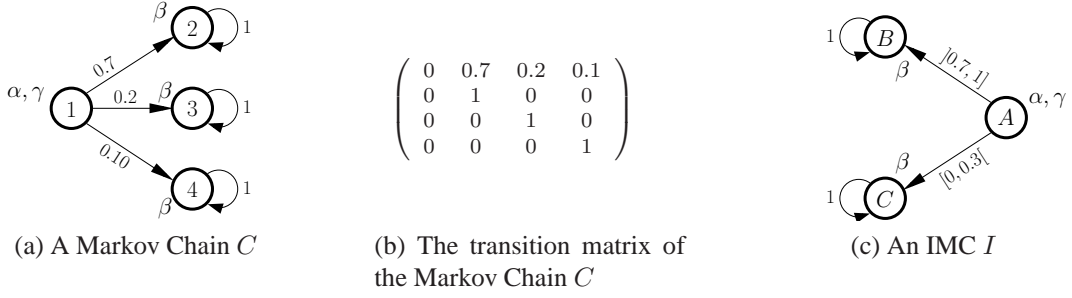 β
2
1
0.7
α, γ
1
0.2
β
3
1
0.10
β
4
1
(a) A Markov Chain C
0 0.7 0.2 0.1
0 1 0 0
0 0 1 0
0 0 0 1
(b) The transition matrix of
the Markov Chain C
1
B
β
]0.7, 1]
α, γ
A
β
[0, 0.3[
1
C
(c) An IMC I